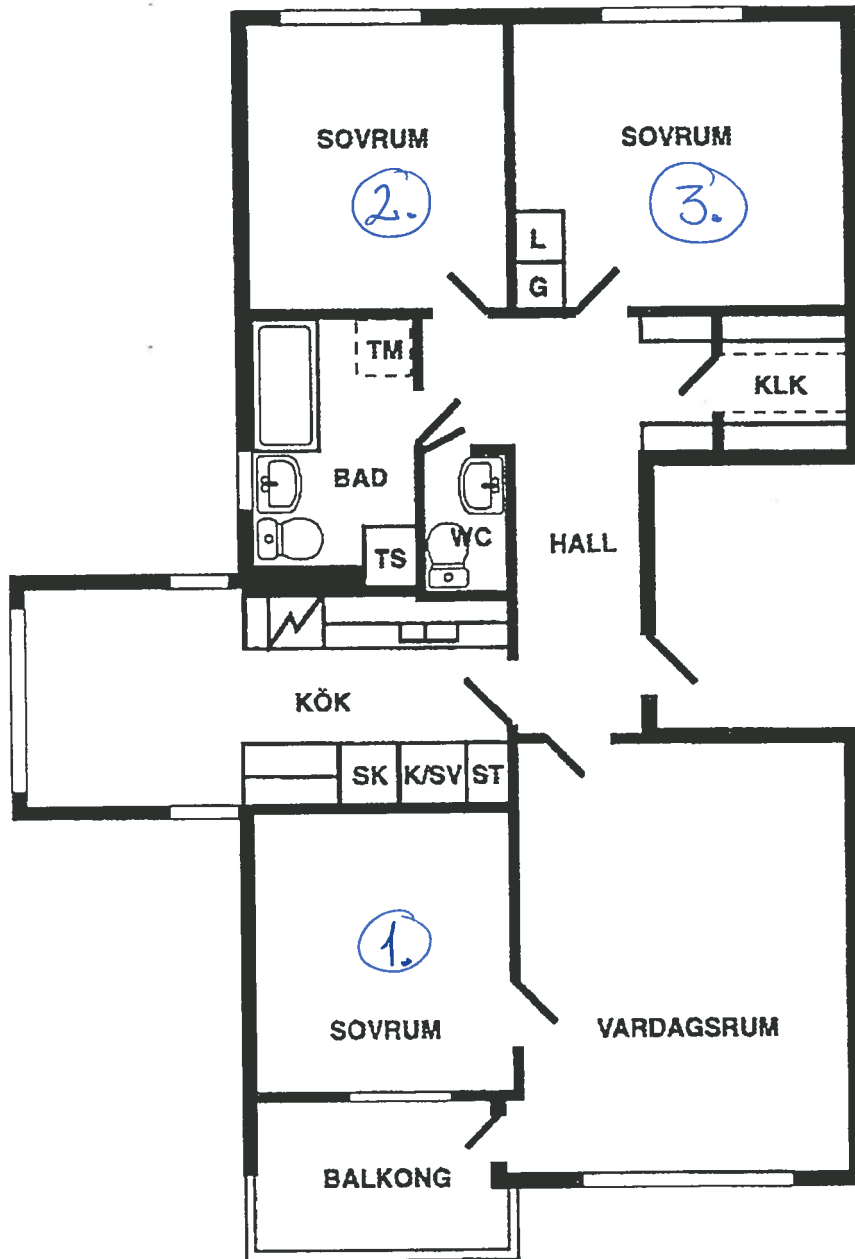 SOVRUM
SOVRUM
2.
3.
L
G
TM
KLK
BAD
WC
TS
HALL
KÖK
SK K/SV ST
1.
SOVRUM
VARDAGSRUM
BALKONG